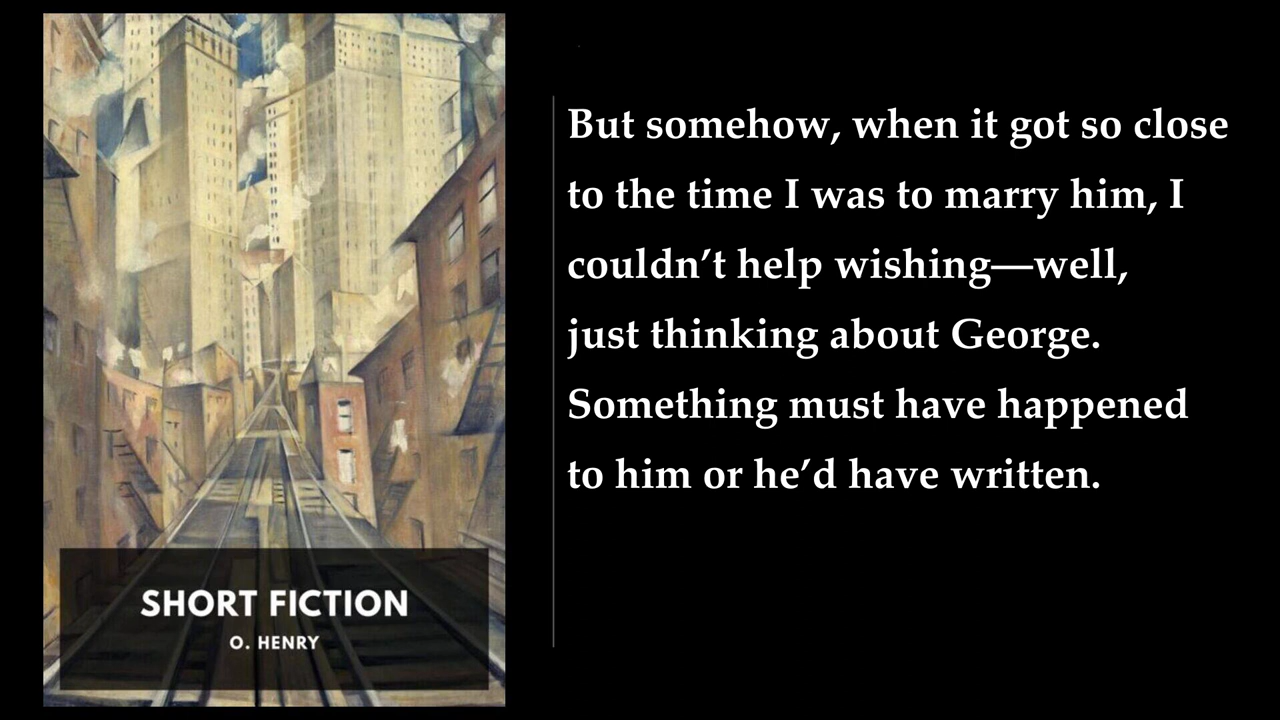 But somehow, when it got so close
to the time I was to marry him, I
couldn’t help wishing—well,
just thinking about George.
Something must have happened
to him or he’d have written.
SHORT FICTION
O. HENRY